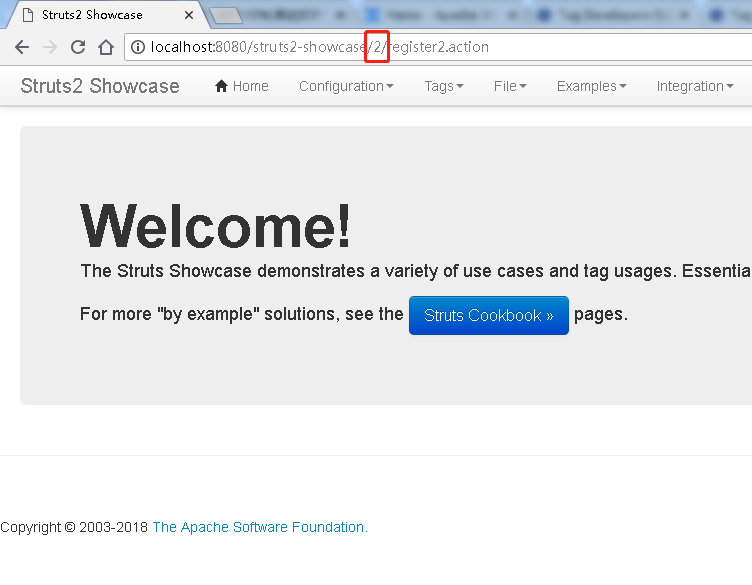 Struts2 Showcase
localhost:8080/struts2-showcase/2/register2.action
Struts2 Showcase Home Configuration Tags File Examples Integration
Welcome!
The Struts Showcase demonstrates a variety of use cases and tag usages. Essentia
For more "by example" solutions, see the Struts Cookbook » pages.
Copyright © 2003-2018 The Apache Software Foundation.